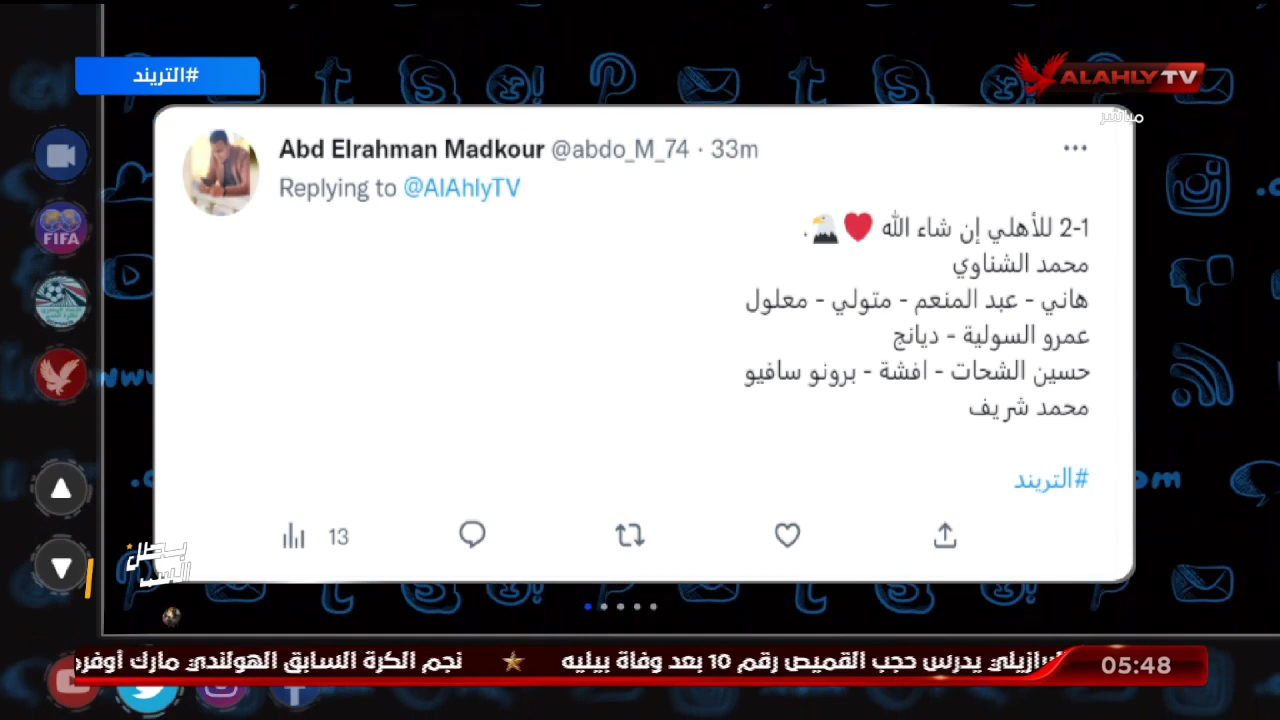 #التريند
ALAHLY TV
مباشر
Abd Elrahman Madkour @abdo_M_74 · 33m
Replying to @AlAhlyTV
2-1 للأهلي إن شاء الله ❤️🦅.
محمد الشناوي
هاني - عبد المنعم - متولي - معلول
عمرو السولية - ديانج
حسين الشحات - افشة - برونو سافيو
محمد شريف
#التريند
13
FIFA
البرازيلي يدرس حجب القميص رقم 10 بعد وفاة بيليه ★ نجم الكرة السابق الهولندي مارك أوفرم
05:48